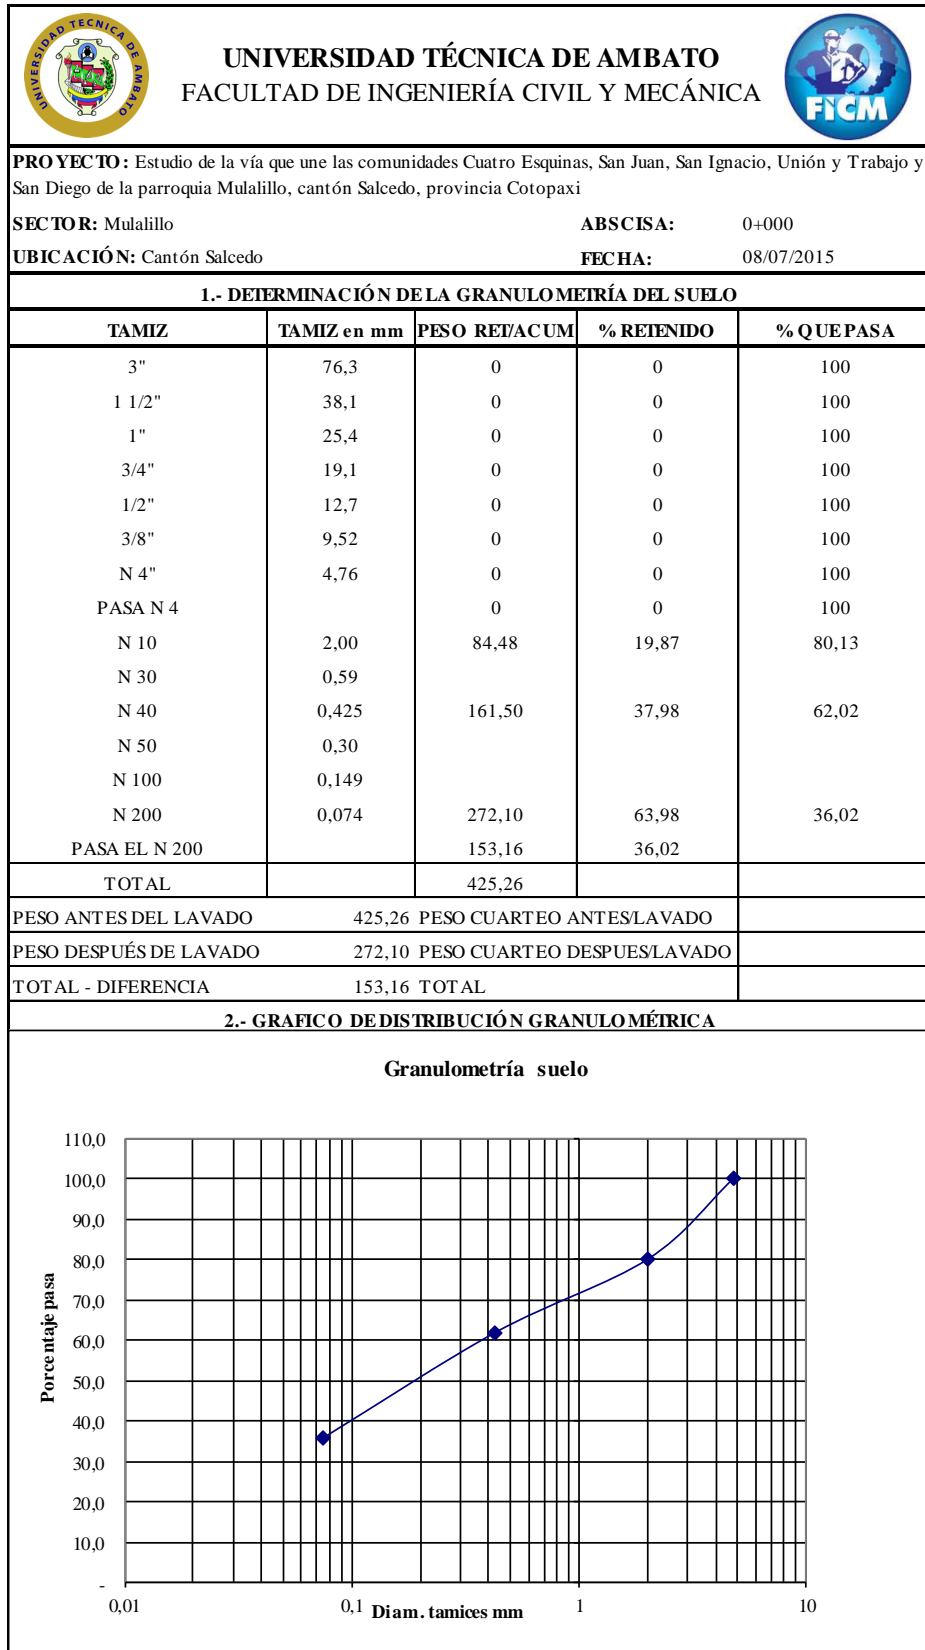 UNIVERSIDAD TECNICA DE AMBATO
UNIVERSIDAD TÉCNICA DE AMBATO
FACULTAD DE INGENIERÍA CIVIL Y MECÁNICA
FICM
PROYECTO: Estudio de la vía que une las comunidades Cuatro Esquinas, San Juan, San Ignacio, Unión y Trabajo y
San Diego de la parroquia Mulalillo, cantón Salcedo, provincia Cotopaxi
SECTOR: Mulalillo ABSCISA: 0+000
UBICACIÓN: Cantón Salcedo FECHA: 08/07/2015
1.- DETERMINACIÓN DE LA GRANULOMETRÍA DEL SUELO
TAMIZ TAMIZ en mm PESO RET/ACUM % RETENIDO % QUE PASA
3" 76,3 0 0 100
1 1/2" 38,1 0 0 100
1" 25,4 0 0 100
3/4" 19,1 0 0 100
1/2" 12,7 0 0 100
3/8" 9,52 0 0 100
N 4" 4,76 0 0 100
PASA N 4 0 0 100
N 10 2,00 84,48 19,87 80,13
N 30 0,59
N 40 0,425 161,50 37,98 62,02
N 50 0,30
N 100 0,149
N 200 0,074 272,10 63,98 36,02
PASA EL N 200 153,16 36,02
TOTAL 425,26
PESO ANTES DEL LAVADO 425,26 PESO CUARTEO ANTES/LAVADO
PESO DESPUÉS DE LAVADO 272,10 PESO CUARTEO DESPUES/LAVADO
TOTAL - DIFERENCIA 153,16 TOTAL
2.- GRAFICO DE DISTRIBUCIÓN GRANULOMÉTRICA
Granulometría suelo
110,0
100,0
90,0
80,0
70,0
60,0
50,0
40,0
30,0
20,0
10,0
-
Porcentaje pasa
0,01 0,1 1 10
Diam. tamices mm